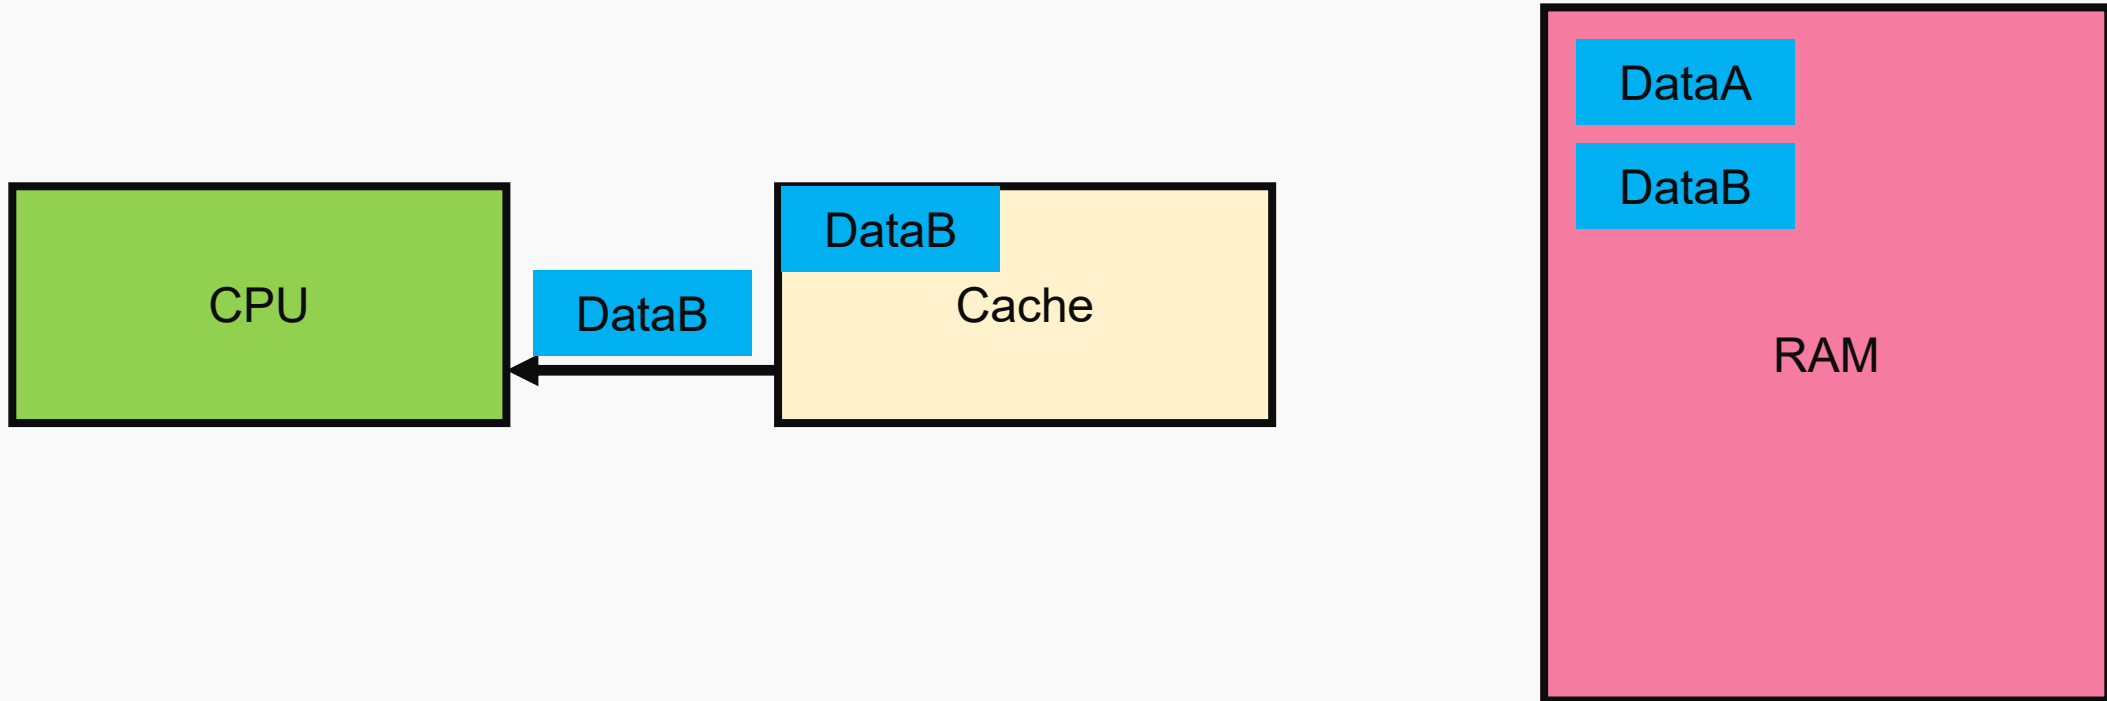 CPU
DataB
DataB
Cache
DataA
DataB
RAM